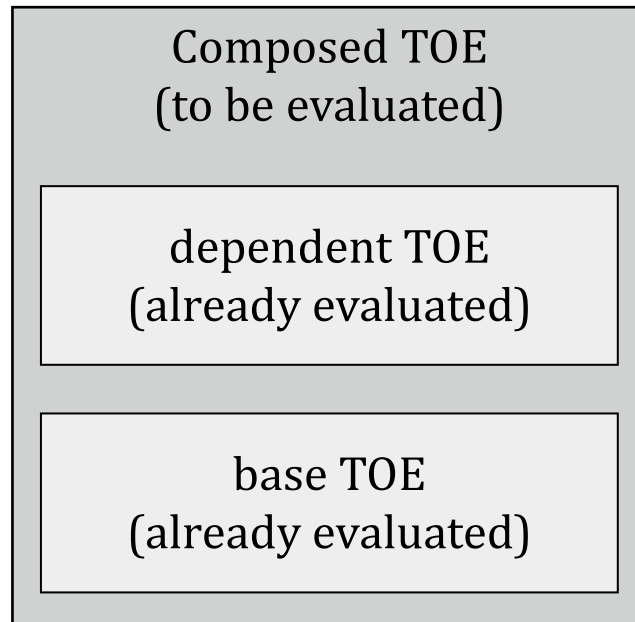 Composed TOE
(to be evaluated)
dependent TOE
(already evaluated)
base TOE
(already evaluated)